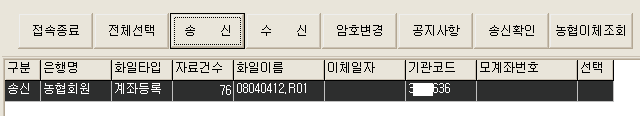 접속종료 전체선택 송 신 수 신 암호변경 공지사항 송신확인 농협이체조회
구분 은행명 화일타입 자료건수 화일이름 이체일자 기관코드 모계좌번호 선택
송신 농협회원 계좌등록 76 08040412.R01 3 636